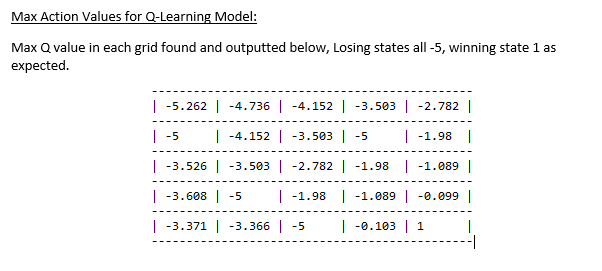 Max Action Values for Q-Learning Model:
Max Q value in each grid found and outputted below, Losing states all -5, winning state 1 as
expected.
-------------------------------------------------
| -5.262 | -4.736 | -4.152 | -3.503 | -2.782 |
-------------------------------------------------
| -5 | -4.152 | -3.503 | -5 | -1.98 |
-------------------------------------------------
| -3.526 | -3.503 | -2.782 | -1.98 | -1.089 |
-------------------------------------------------
| -3.608 | -5 | -1.98 | -1.089 | -0.099 |
-------------------------------------------------
| -3.371 | -3.366 | -5 | -0.103 | 1 |
-------------------------------------------------